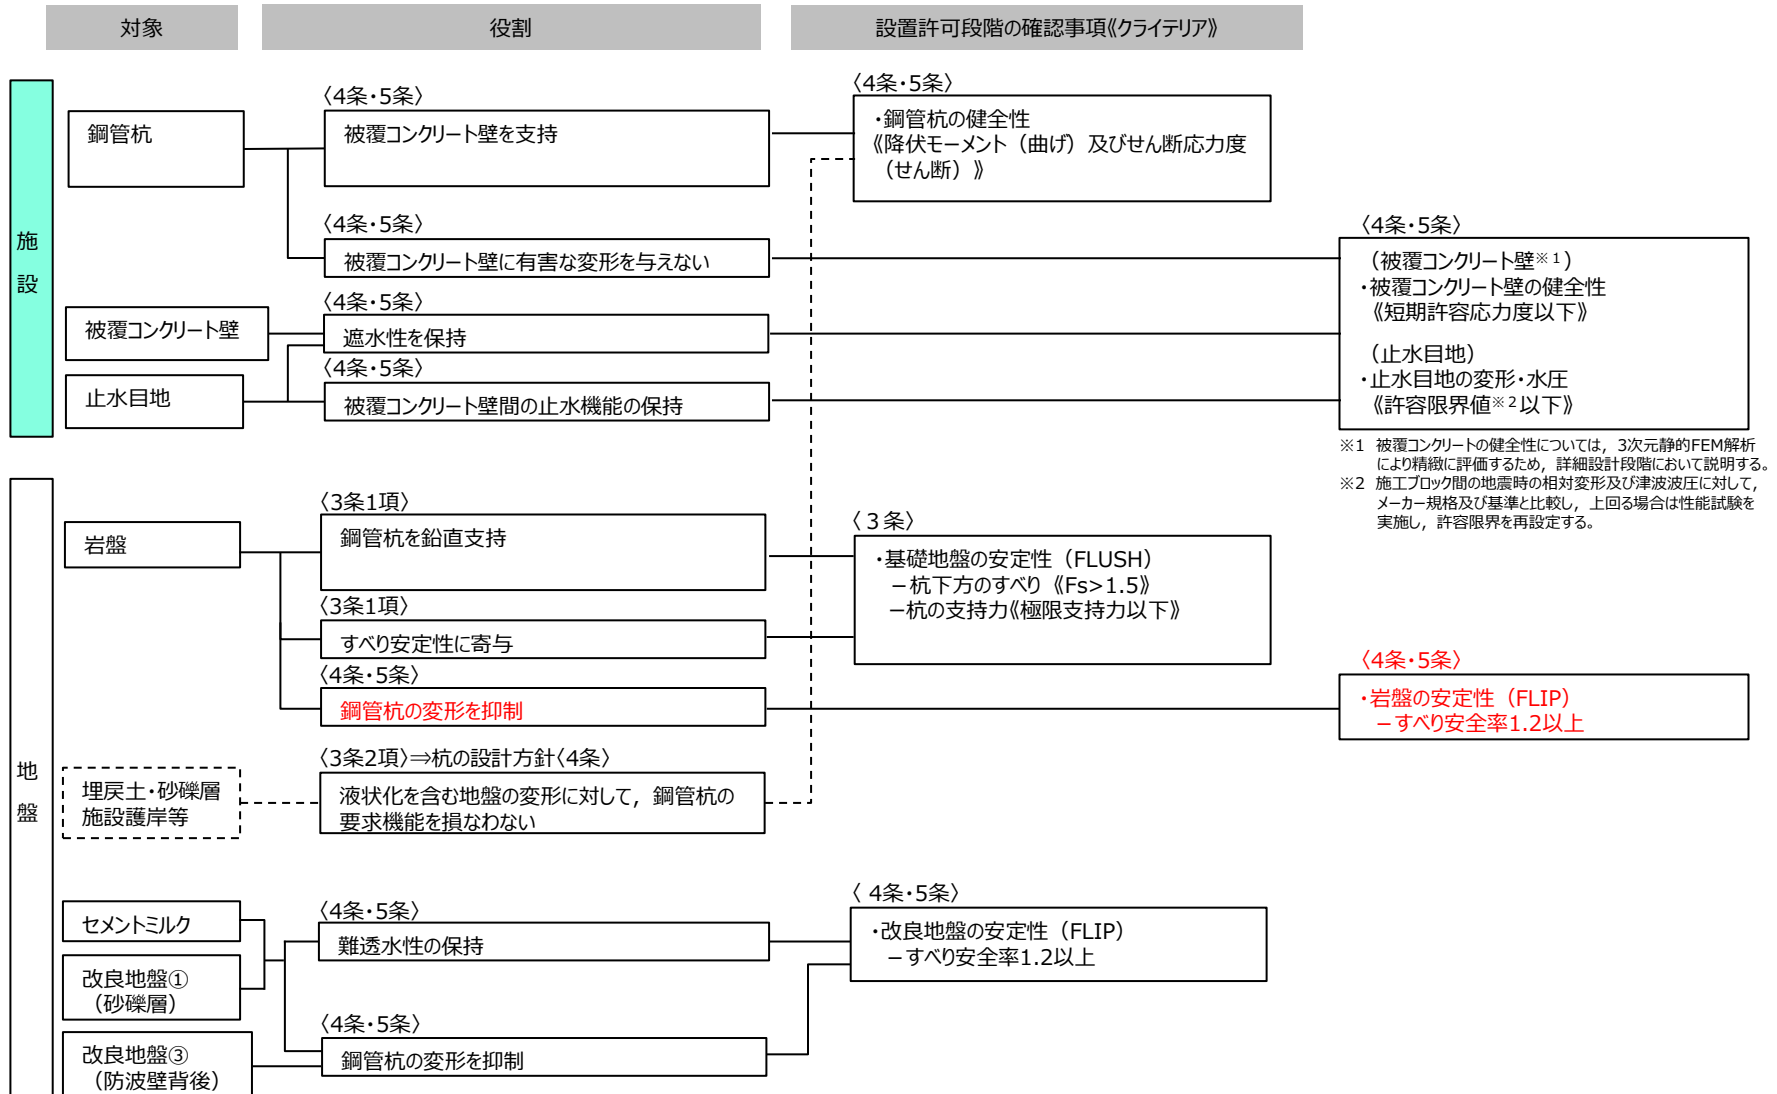 対象
役割
設置許可段階の確認事項《クライテリア》
施
設
鋼管杭
〈4条・5条〉
被覆コンクリート壁を支持
〈4条・5条〉
・鋼管杭の健全性
《降伏モーメント（曲げ）及びせん断応力度
（せん断）》
〈4条・5条〉
被覆コンクリート壁に有害な変形を与えない
被覆コンクリート壁
〈4条・5条〉
遮水性を保持
止水目地
〈4条・5条〉
被覆コンクリート壁間の止水機能の保持
〈4条・5条〉
（被覆コンクリート壁※1）
・被覆コンクリート壁の健全性
《短期許容応力度以下》
（止水目地）
・止水目地の変形・水圧
《許容限界値※2以下》
※1 被覆コンクリートの健全性については，3次元静的FEM解析
により精緻に評価するため，詳細設計段階において説明する。
※2 施工ブロック間の地震時の相対変形及び津波波圧に対して，
メーカー規格及び基準と比較し，上回る場合は性能試験を
実施し，許容限界を再設定する。
地
盤
岩盤
〈3条1項〉
鋼管杭を鉛直支持
〈3条1項〉
すべり安定性に寄与
〈3条〉
・基礎地盤の安定性（FLUSH）
－杭下方のすべり《Fs>1.5》
－杭の支持力《極限支持力以下》
〈4条・5条〉
鋼管杭の変形を抑制
〈4条・5条〉
・岩盤の安定性（FLIP）
－すべり安全率1.2以上
埋戻土・砂礫層
施設護岸等
〈3条2項〉⇒杭の設計方針〈4条〉
液状化を含む地盤の変形に対して，鋼管杭の
要求機能を損なわない
セメントミルク
改良地盤①
（砂礫層）
〈4条・5条〉
難透水性の保持
〈 4条・5条〉
・改良地盤の安定性（FLIP）
－すべり安全率1.2以上
改良地盤③
（防波壁背後）
〈4条・5条〉
鋼管杭の変形を抑制